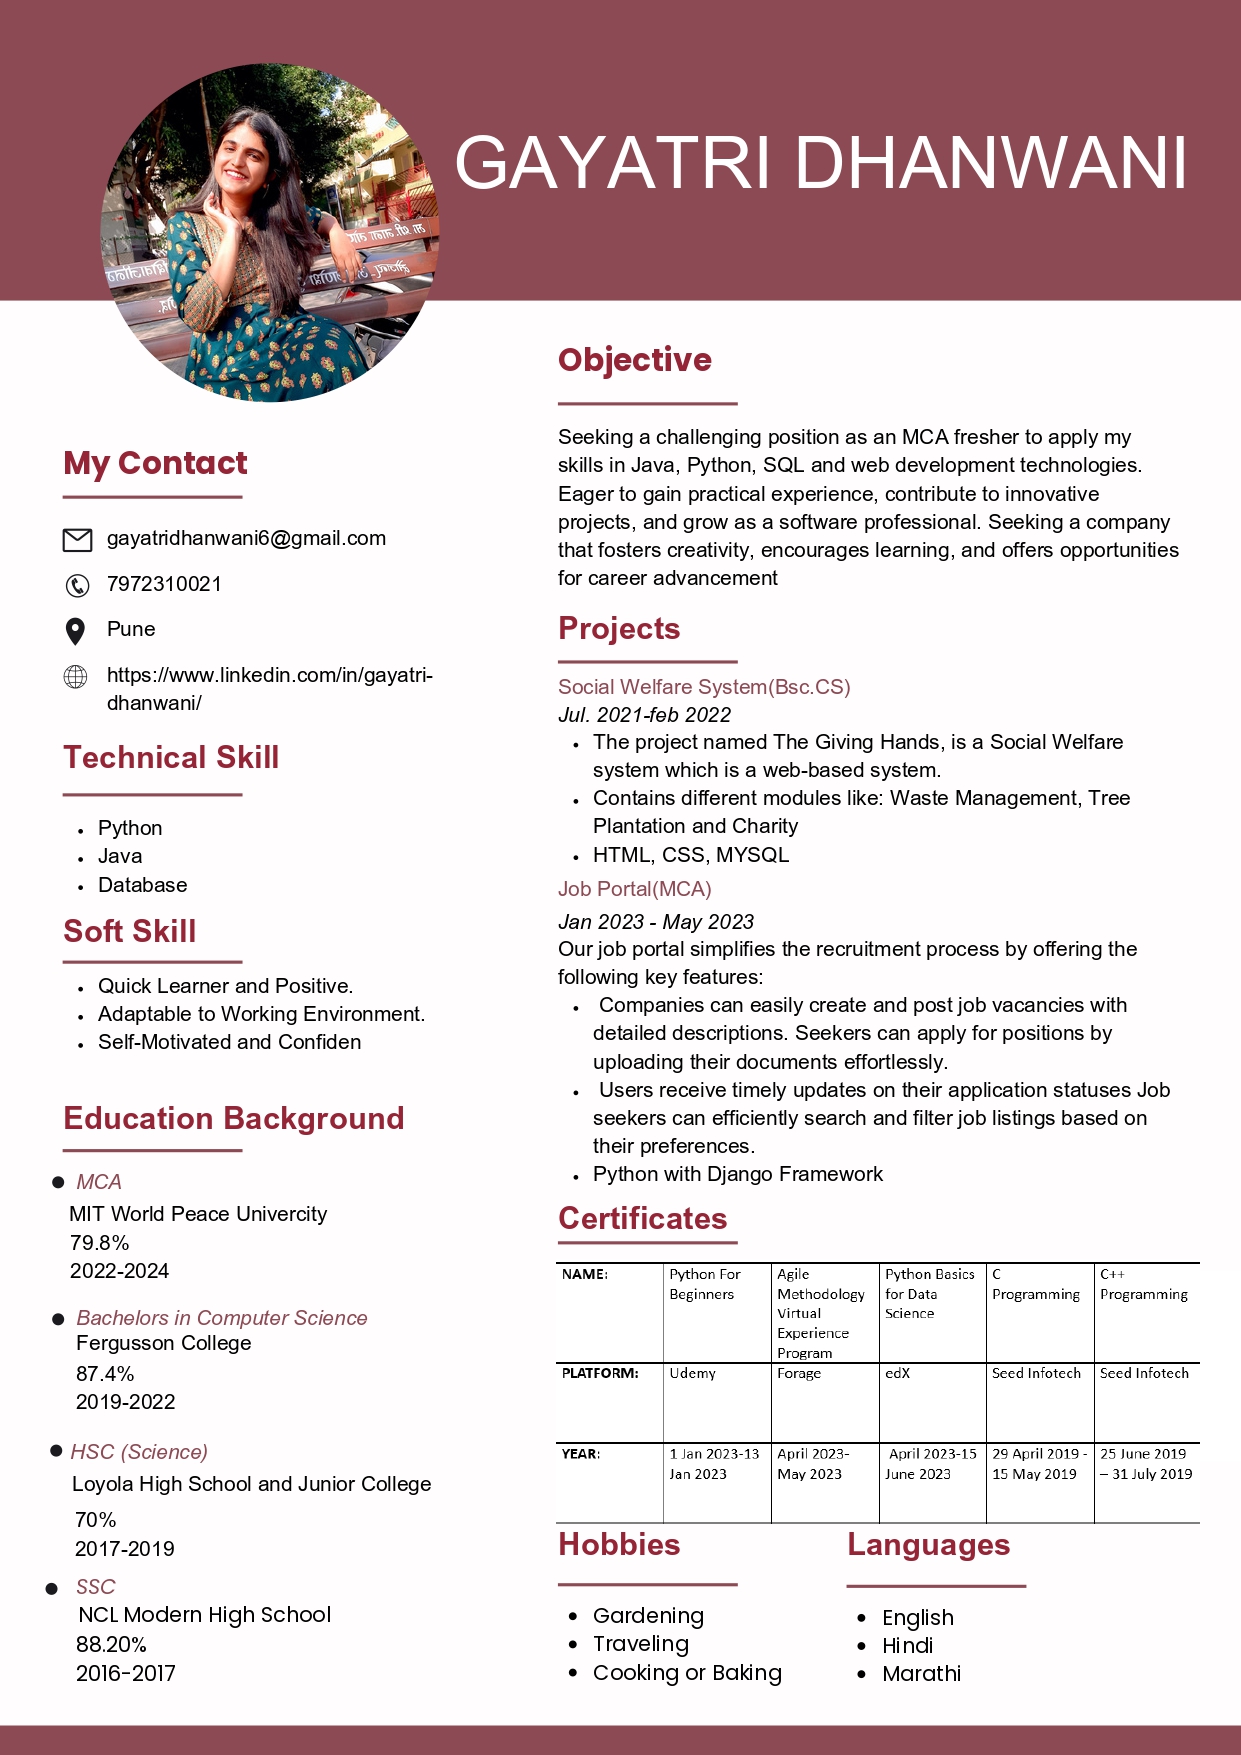 GAYATRI DHANWANI
My Contact
gayatridhanwani6@gmail.com
7972310021
Pune
https://www.linkedin.com/in/gayatri-
dhanwani/
Technical Skill
Python
Java
Database
Soft Skill
Quick Learner and Positive.
Adaptable to Working Environment.
Self-Motivated and Confiden
Education Background
MCA
MIT World Peace Univercity
79.8%
2022-2024
Bachelors in Computer Science
Fergusson College
87.4%
2019-2022
HSC (Science)
Loyola High School and Junior College
70%
2017-2019
SSC
NCL Modern High School
88.20%
2016-2017
Objective
Seeking a challenging position as an MCA fresher to apply my
skills in Java, Python, SQL and web development technologies.
Eager to gain practical experience, contribute to innovative
projects, and grow as a software professional. Seeking a company
that fosters creativity, encourages learning, and offers opportunities
for career advancement
Projects
Social Welfare System(Bsc.CS)
Jul. 2021-feb 2022
The project named The Giving Hands, is a Social Welfare
system which is a web-based system.
Contains different modules like: Waste Management, Tree
Plantation and Charity
HTML, CSS, MYSQL
Job Portal(MCA)
Jan 2023 - May 2023
Our job portal simplifies the recruitment process by offering the
following key features:
Companies can easily create and post job vacancies with
detailed descriptions. Seekers can apply for positions by
uploading their documents effortlessly.
Users receive timely updates on their application statuses Job
seekers can efficiently search and filter job listings based on
their preferences.
Python with Django Framework
Certificates
NAME:
Python For
Beginners
Agile
Methodology
Virtual
Experience
Program
Python Basics
for Data
Science
C
Programming
C++
Programming
PLATFORM:
Udemy
Forage
edX
Seed Infotech
Seed Infotech
YEAR:
1 Jan 2023-13
Jan 2023
April 2023-
May 2023
April 2023-15
June 2023
29 April 2019 -
15 May 2019
25 June 2019
– 31 July 2019
Hobbies
Gardening
Traveling
Cooking or Baking
Languages
English
Hindi
Marathi